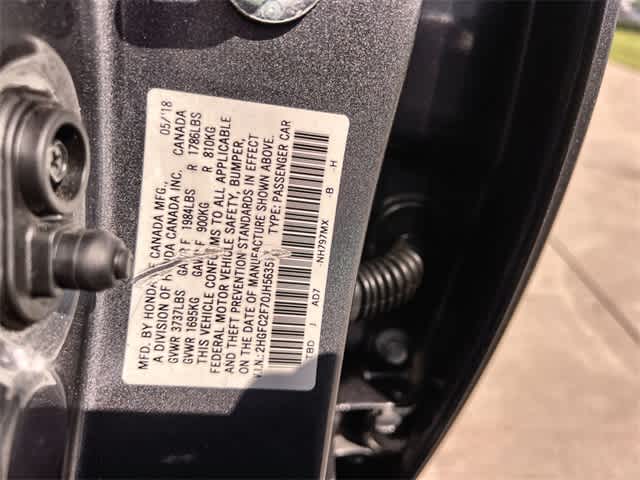 MFD. BY HONDA CANADA MFG., 05/18
A DIVISION OF HONDA CANADA INC., CANADA
GVWR 3737LBS GAWR F 1984LBS R 1786LBS
GVWR 1695KG GAWR F 900KG R 810KG
THIS VEHICLE CONFORMS TO ALL APPLICABLE
FEDERAL MOTOR VEHICLE SAFETY, BUMPER,
AND THEFT PREVENTION STANDARDS IN EFFECT
ON THE DATE OF MANUFACTURE SHOWN ABOVE.
V.I.N.: TYPE: PASSENGER CAR
TBD J AD7 -NH797MX -B -H